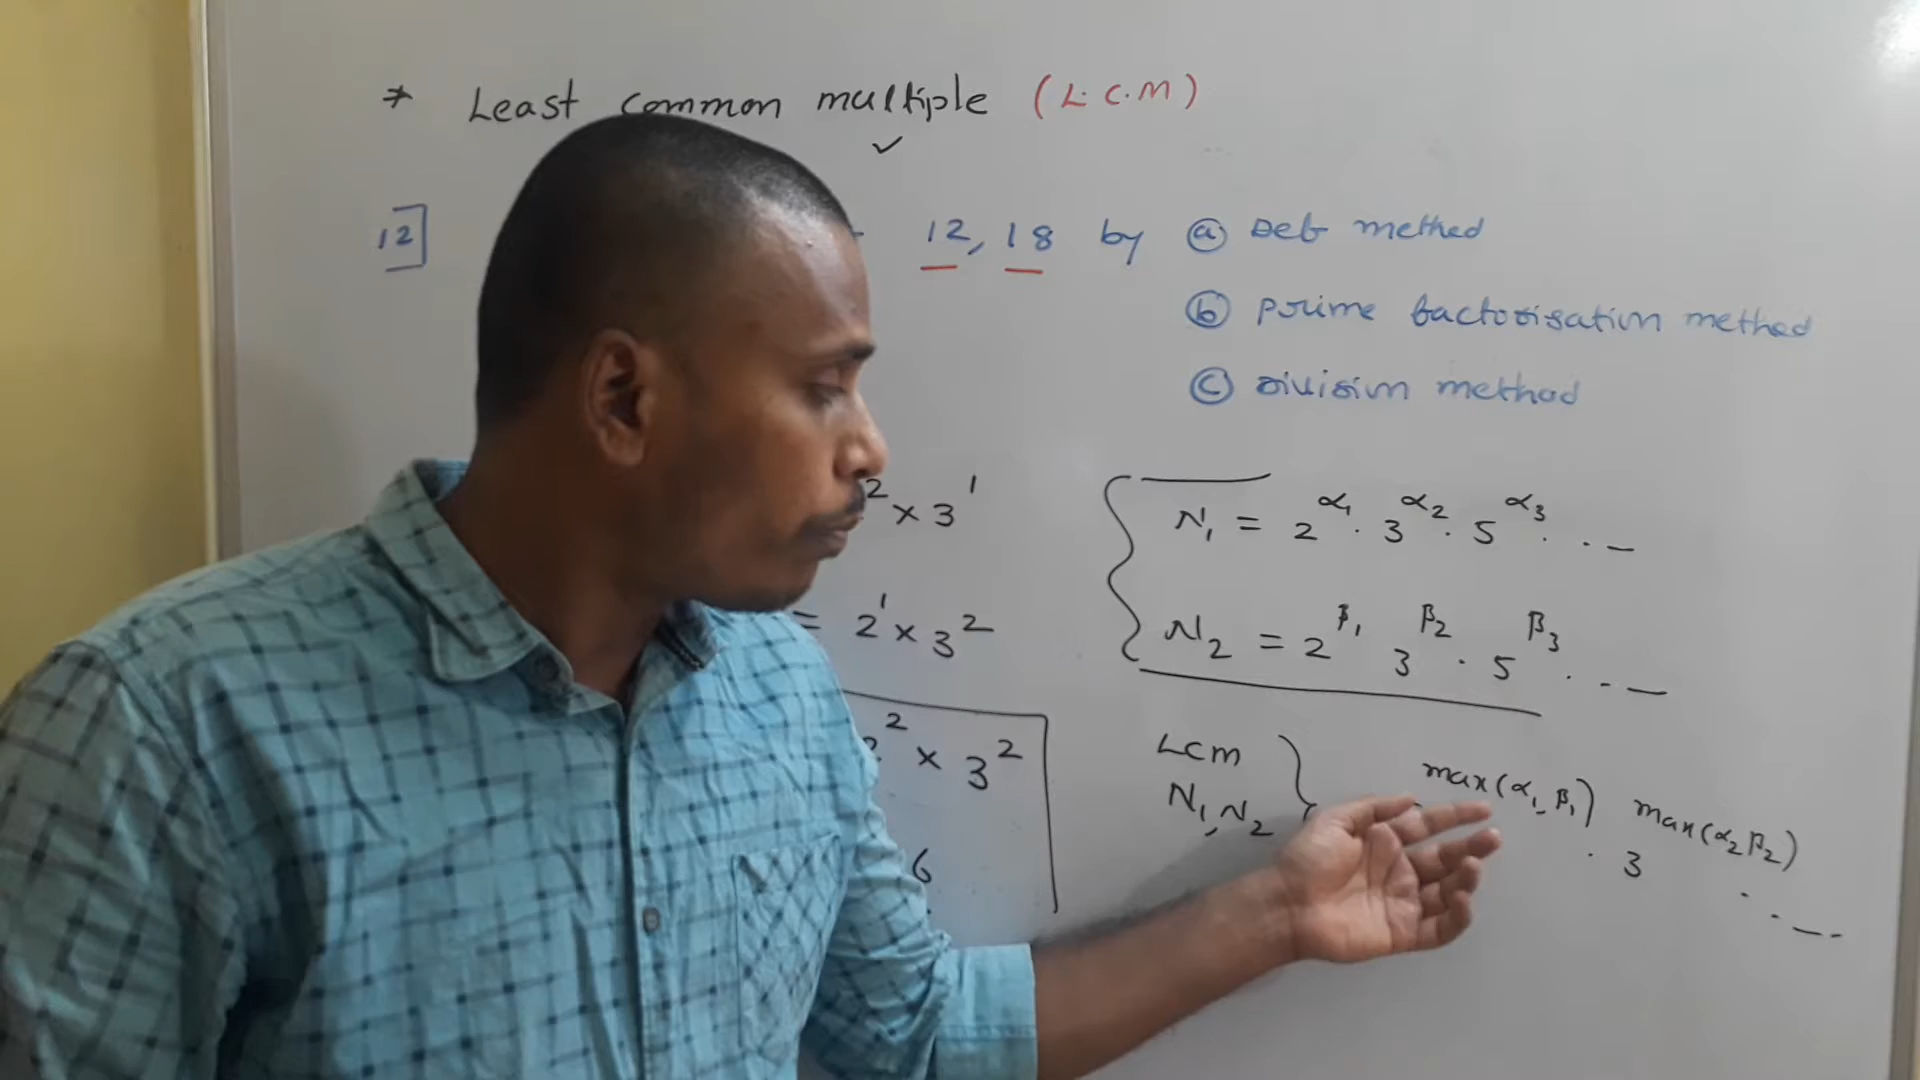 * Least common multiple (L.C.M)
12] 12, 18 by ⓐ Def method
ⓑ prime factorisation method
ⓒ Division method
² × 3¹
= 2¹ × 3²
² × 3²
6
N₁ = 2^α₁ . 3^α₂ . 5^α₃ . . . —
N₂ = 2^β₁ 3^β₂ . 5^β₃ . . . —
Lcm
N₁, N₂ } max(α₁, β₁) . 3^max(α₂ β₂) . . . —